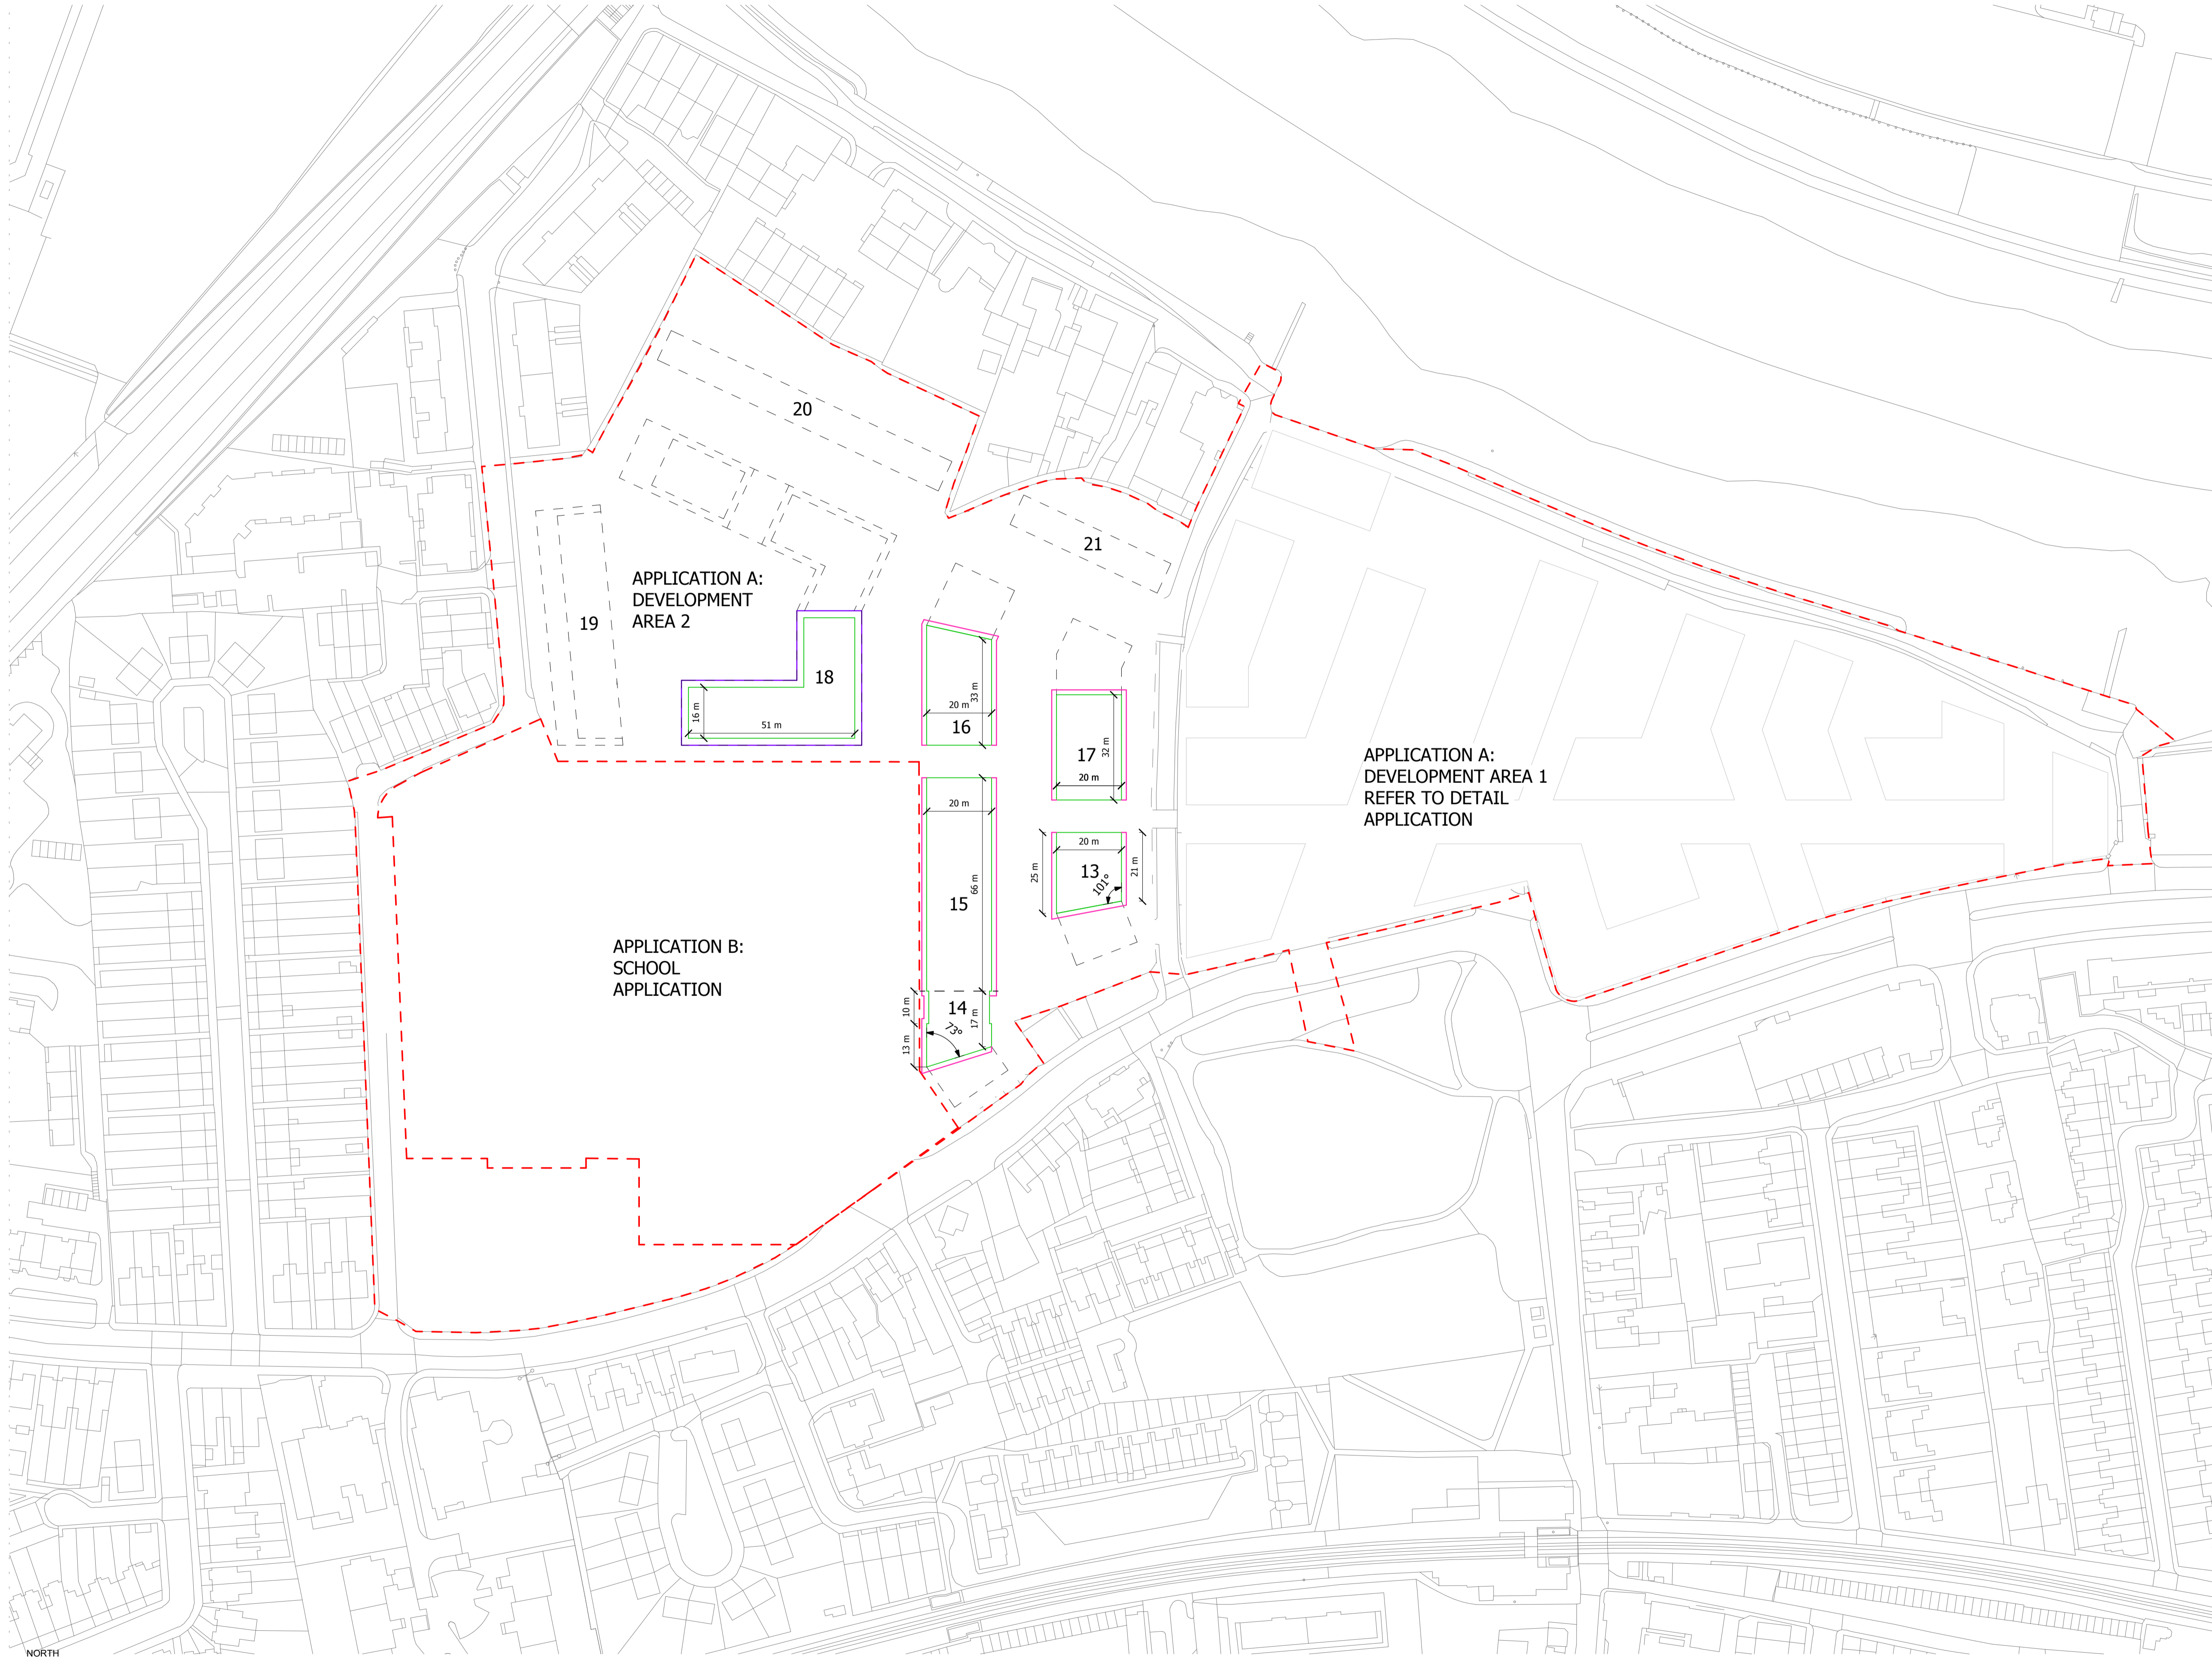 20
21
APPLICATION A:
DEVELOPMENT
AREA 2
19
18
16 m
51 m
33 m
20 m
16
17
32 m
20 m
APPLICATION A:
DEVELOPMENT AREA 1
REFER TO DETAIL
APPLICATION
20 m
66 m
15
20 m
25 m
13
101°
21 m
APPLICATION B:
SCHOOL
APPLICATION
10 m
14
17 m
73°
13 m
NORTH